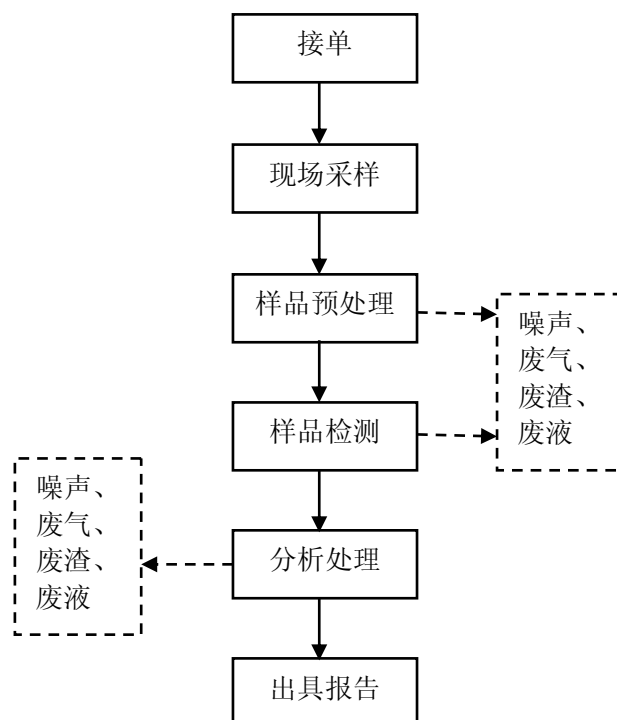 接单
现场采样
样品预处理
噪声、
废气、
废渣、
废液
样品检测
噪声、
废气、
废渣、
废液
分析处理
出具报告